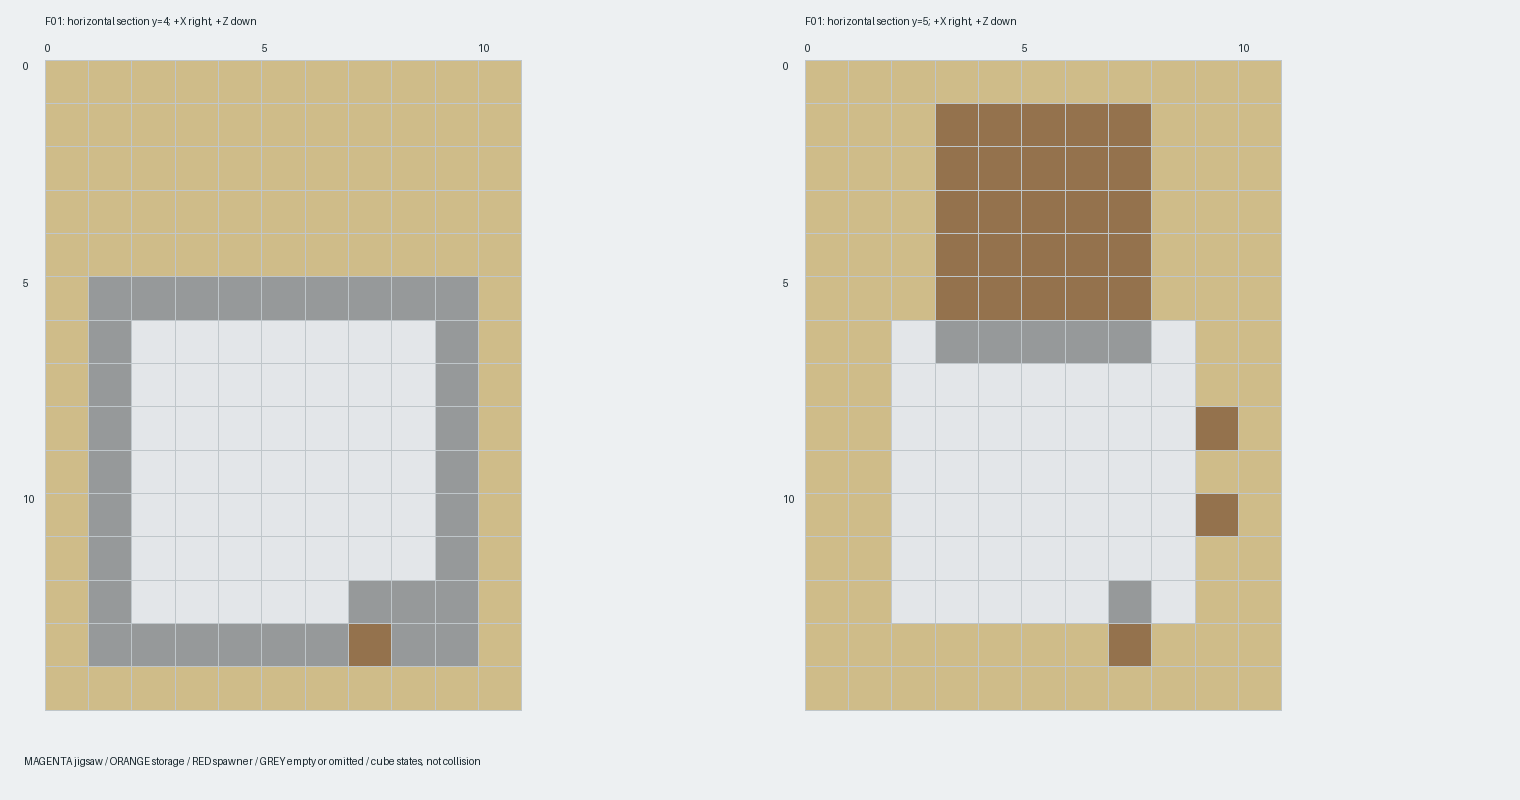 F01: horizontal section y=4; +X right, +Z down
F01: horizontal section y=5; +X right, +Z down
0 5 10
0 5 10
0
0
5
5
10
10
MAGENTA jigsaw / ORANGE storage / RED spawner / GREY empty or omitted / cube states, not collision